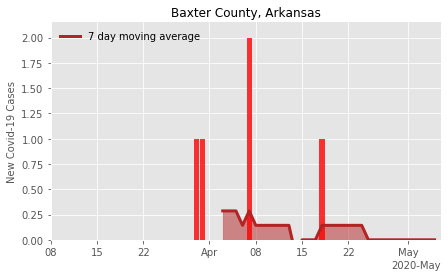 Baxter County, Arkansas
7 day moving average
New Covid-19 Cases
2.00
1.75
1.50
1.25
1.00
0.75
0.50
0.25
0.00
08 15 22 Apr 08 15 22 May
2020-May